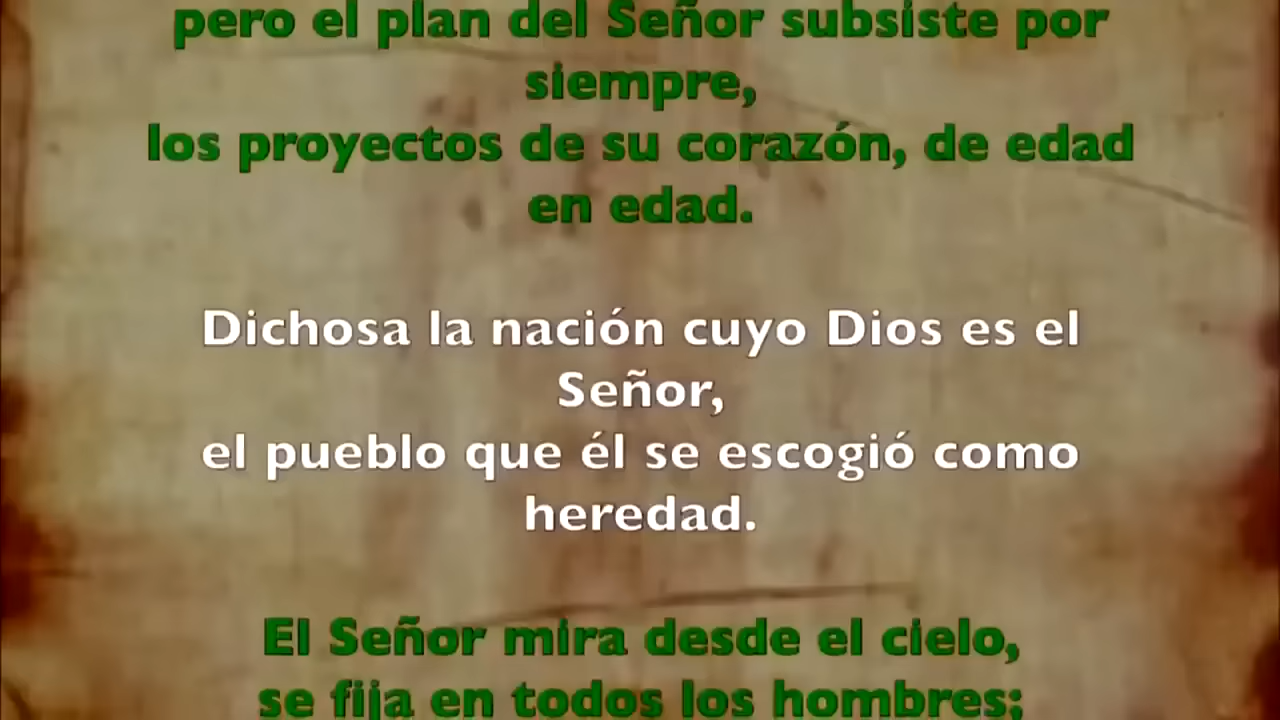 pero el plan del Señor subsiste por
siempre,
los proyectos de su corazón, de edad
en edad.
Dichosa la nación cuyo Dios es el
Señor,
el pueblo que él se escogió como
heredad.
El Señor mira desde el cielo,
se fija en todos los hombres;